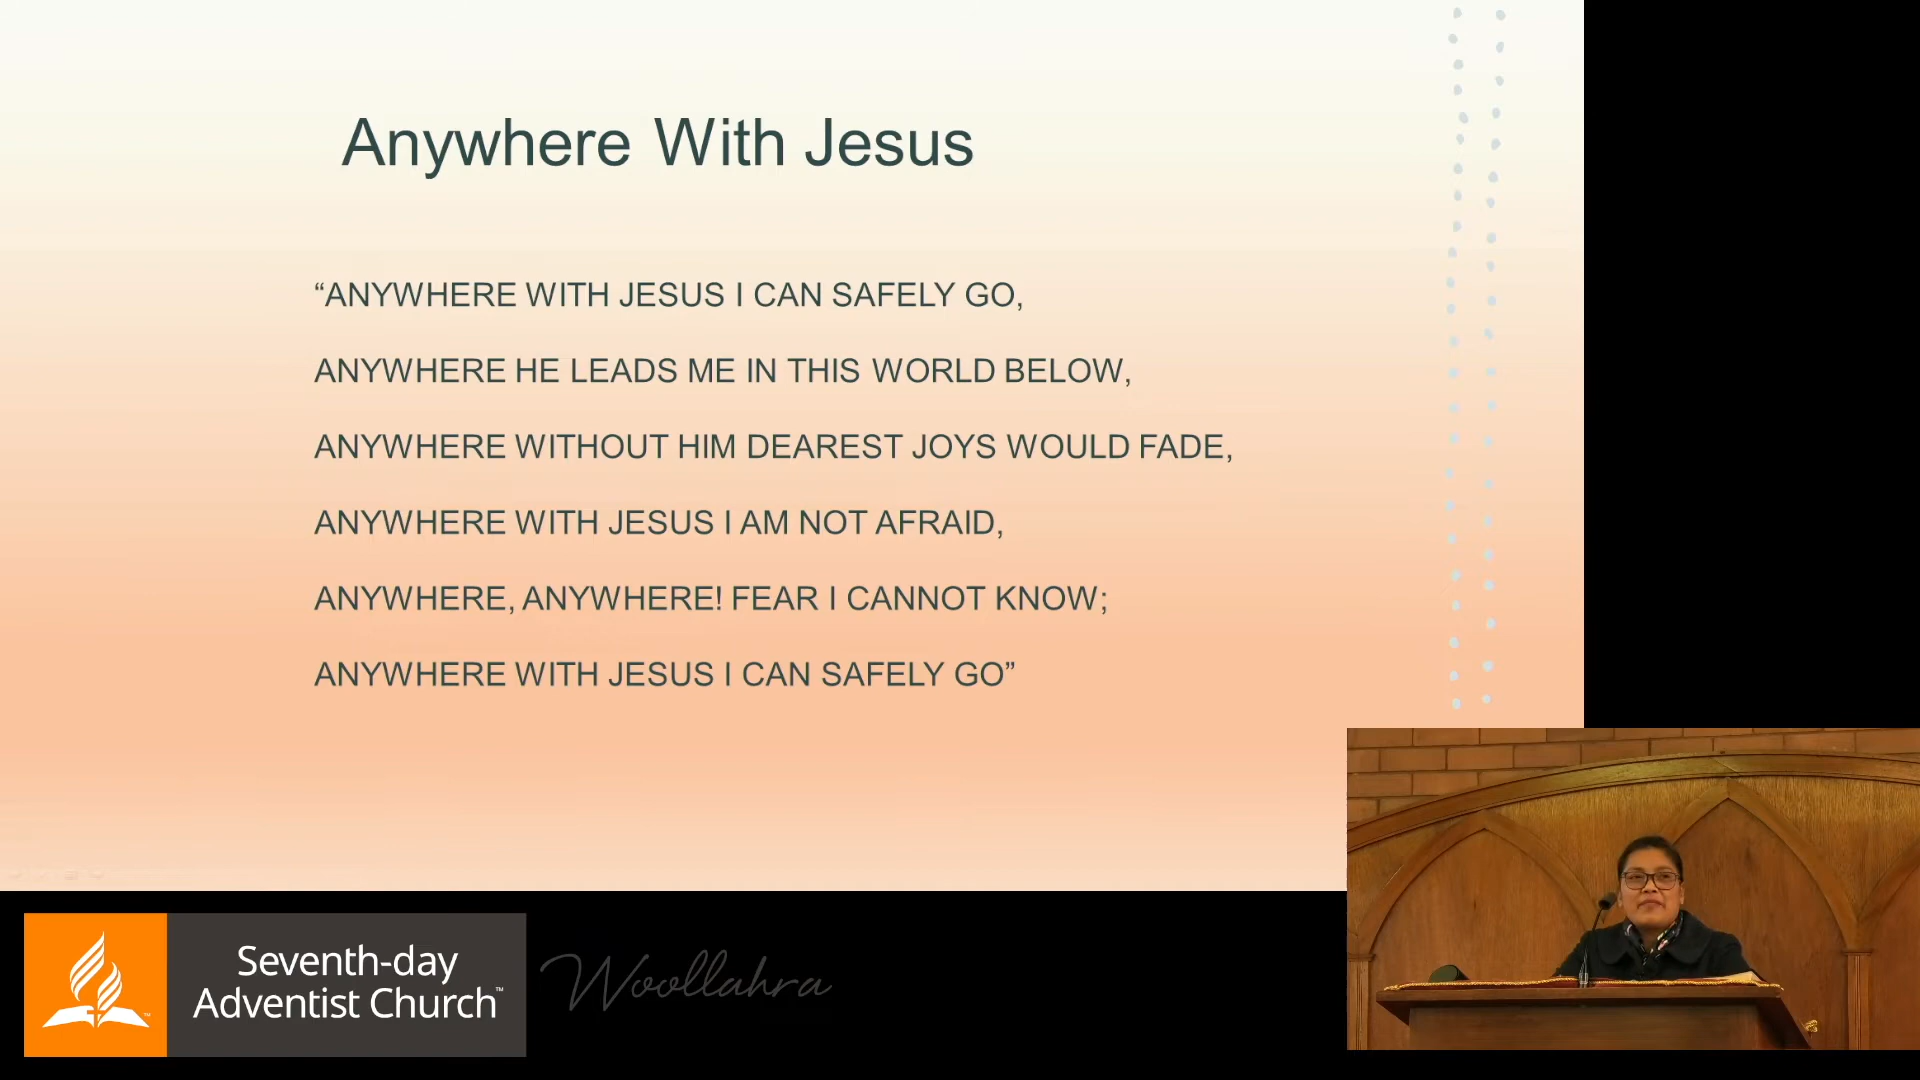 Anywhere With Jesus
“ANYWHERE WITH JESUS I CAN SAFELY GO,
ANYWHERE HE LEADS ME IN THIS WORLD BELOW,
ANYWHERE WITHOUT HIM DEAREST JOYS WOULD FADE,
ANYWHERE WITH JESUS I AM NOT AFRAID,
ANYWHERE, ANYWHERE! FEAR I CANNOT KNOW;
ANYWHERE WITH JESUS I CAN SAFELY GO”
Seventh-day
Adventist Church™
Woollahra